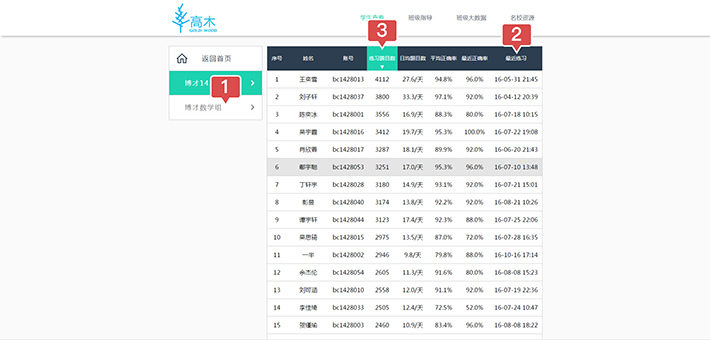 高木
GOLD WOOD
学生查看 班级指导 班级大数据 名校资源
3 2
返回首页
博才14
1
博才数学组
序号 姓名 账号 练习题目数 日均题目数 平均正确率 最近正确率 最近练习
1 王奕雪 bc1428013 4112 27.6/天 94.8% 96.0% 16-05-31 21:45
2 刘子轩 bc1428037 3800 33.3/天 97.1% 92.0% 16-04-12 20:39
3 陈奕冰 bc1428001 3556 16.9/天 88.3% 80.0% 16-07-18 10:15
4 吴宇霞 bc1428016 3412 19.7/天 95.3% 100.0% 16-07-22 19:08
5 肖欣蓉 bc1428017 3287 18.1/天 89.9% 92.0% 16-06-20 21:43
6 bc1428053 3251 17.0/天 95.3% 96.0% 16-07-10 13:48
7 丁轩宇 bc1428028 3180 14.9/天 93.1% 92.0% 16-07-21 15:01
8 bc1428040 3174 13.8/天 92.2% 92.0% 16-08-21 10:26
9 谭宇轩 bc1428044 3123 17.4/天 92.3% 88.0% 16-07-25 22:06
10 bc1428015 2975 13.5/天 87.0% 72.0% 16-07-28 16:35
11 一宇 bc1428002 2946 9.8/天 79.8% 88.0% 16-10-16 17:14
12 余杰伦 bc1428054 2605 11.3/天 91.6% 80.0% 16-08-08 15:23
13 刘可涵 bc1428010 2558 12.0/天 91.1% 92.0% 16-07-19 22:36
14 李佳琦 bc1428033 2505 12.4/天 72.5% 52.0% 16-07-24 10:47
15 贺瑾瑜 bc1428003 2460 10.9/天 83.4% 96.0% 16-08-08 18:22